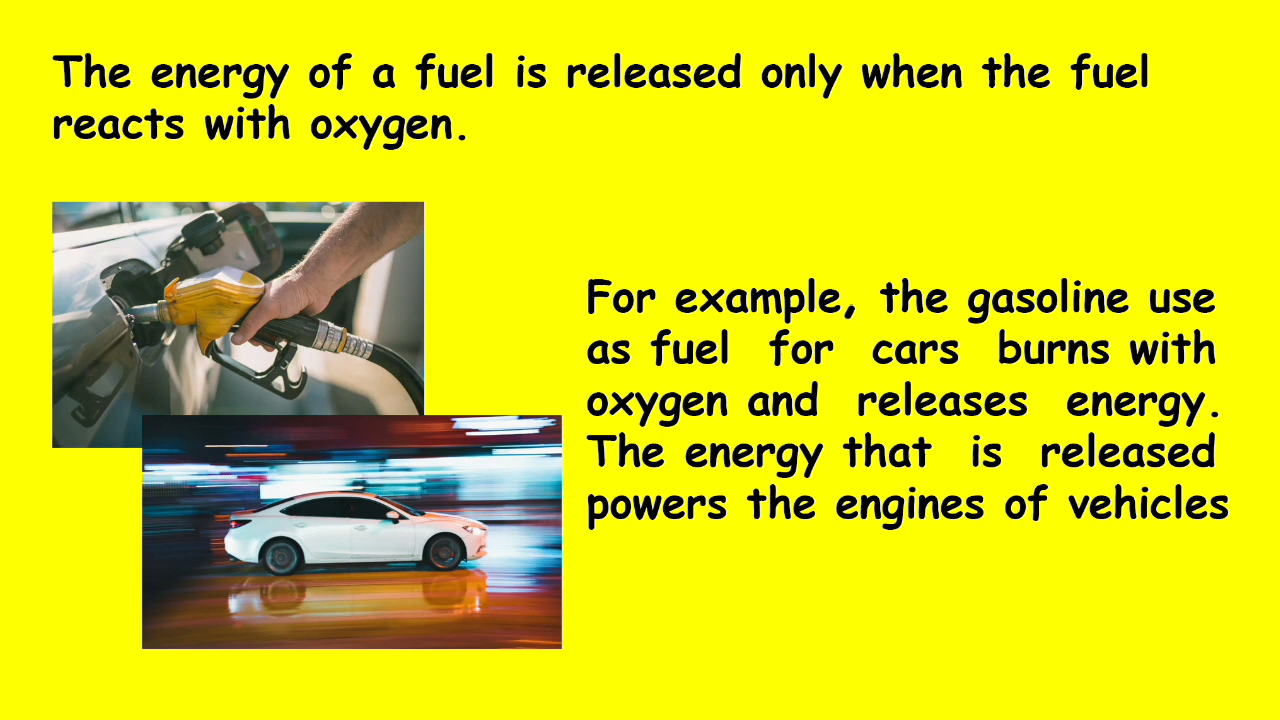 The energy of a fuel is released only when the fuel
reacts with oxygen.
For example, the gasoline use
as fuel for cars burns with
oxygen and releases energy.
The energy that is released
powers the engines of vehicles